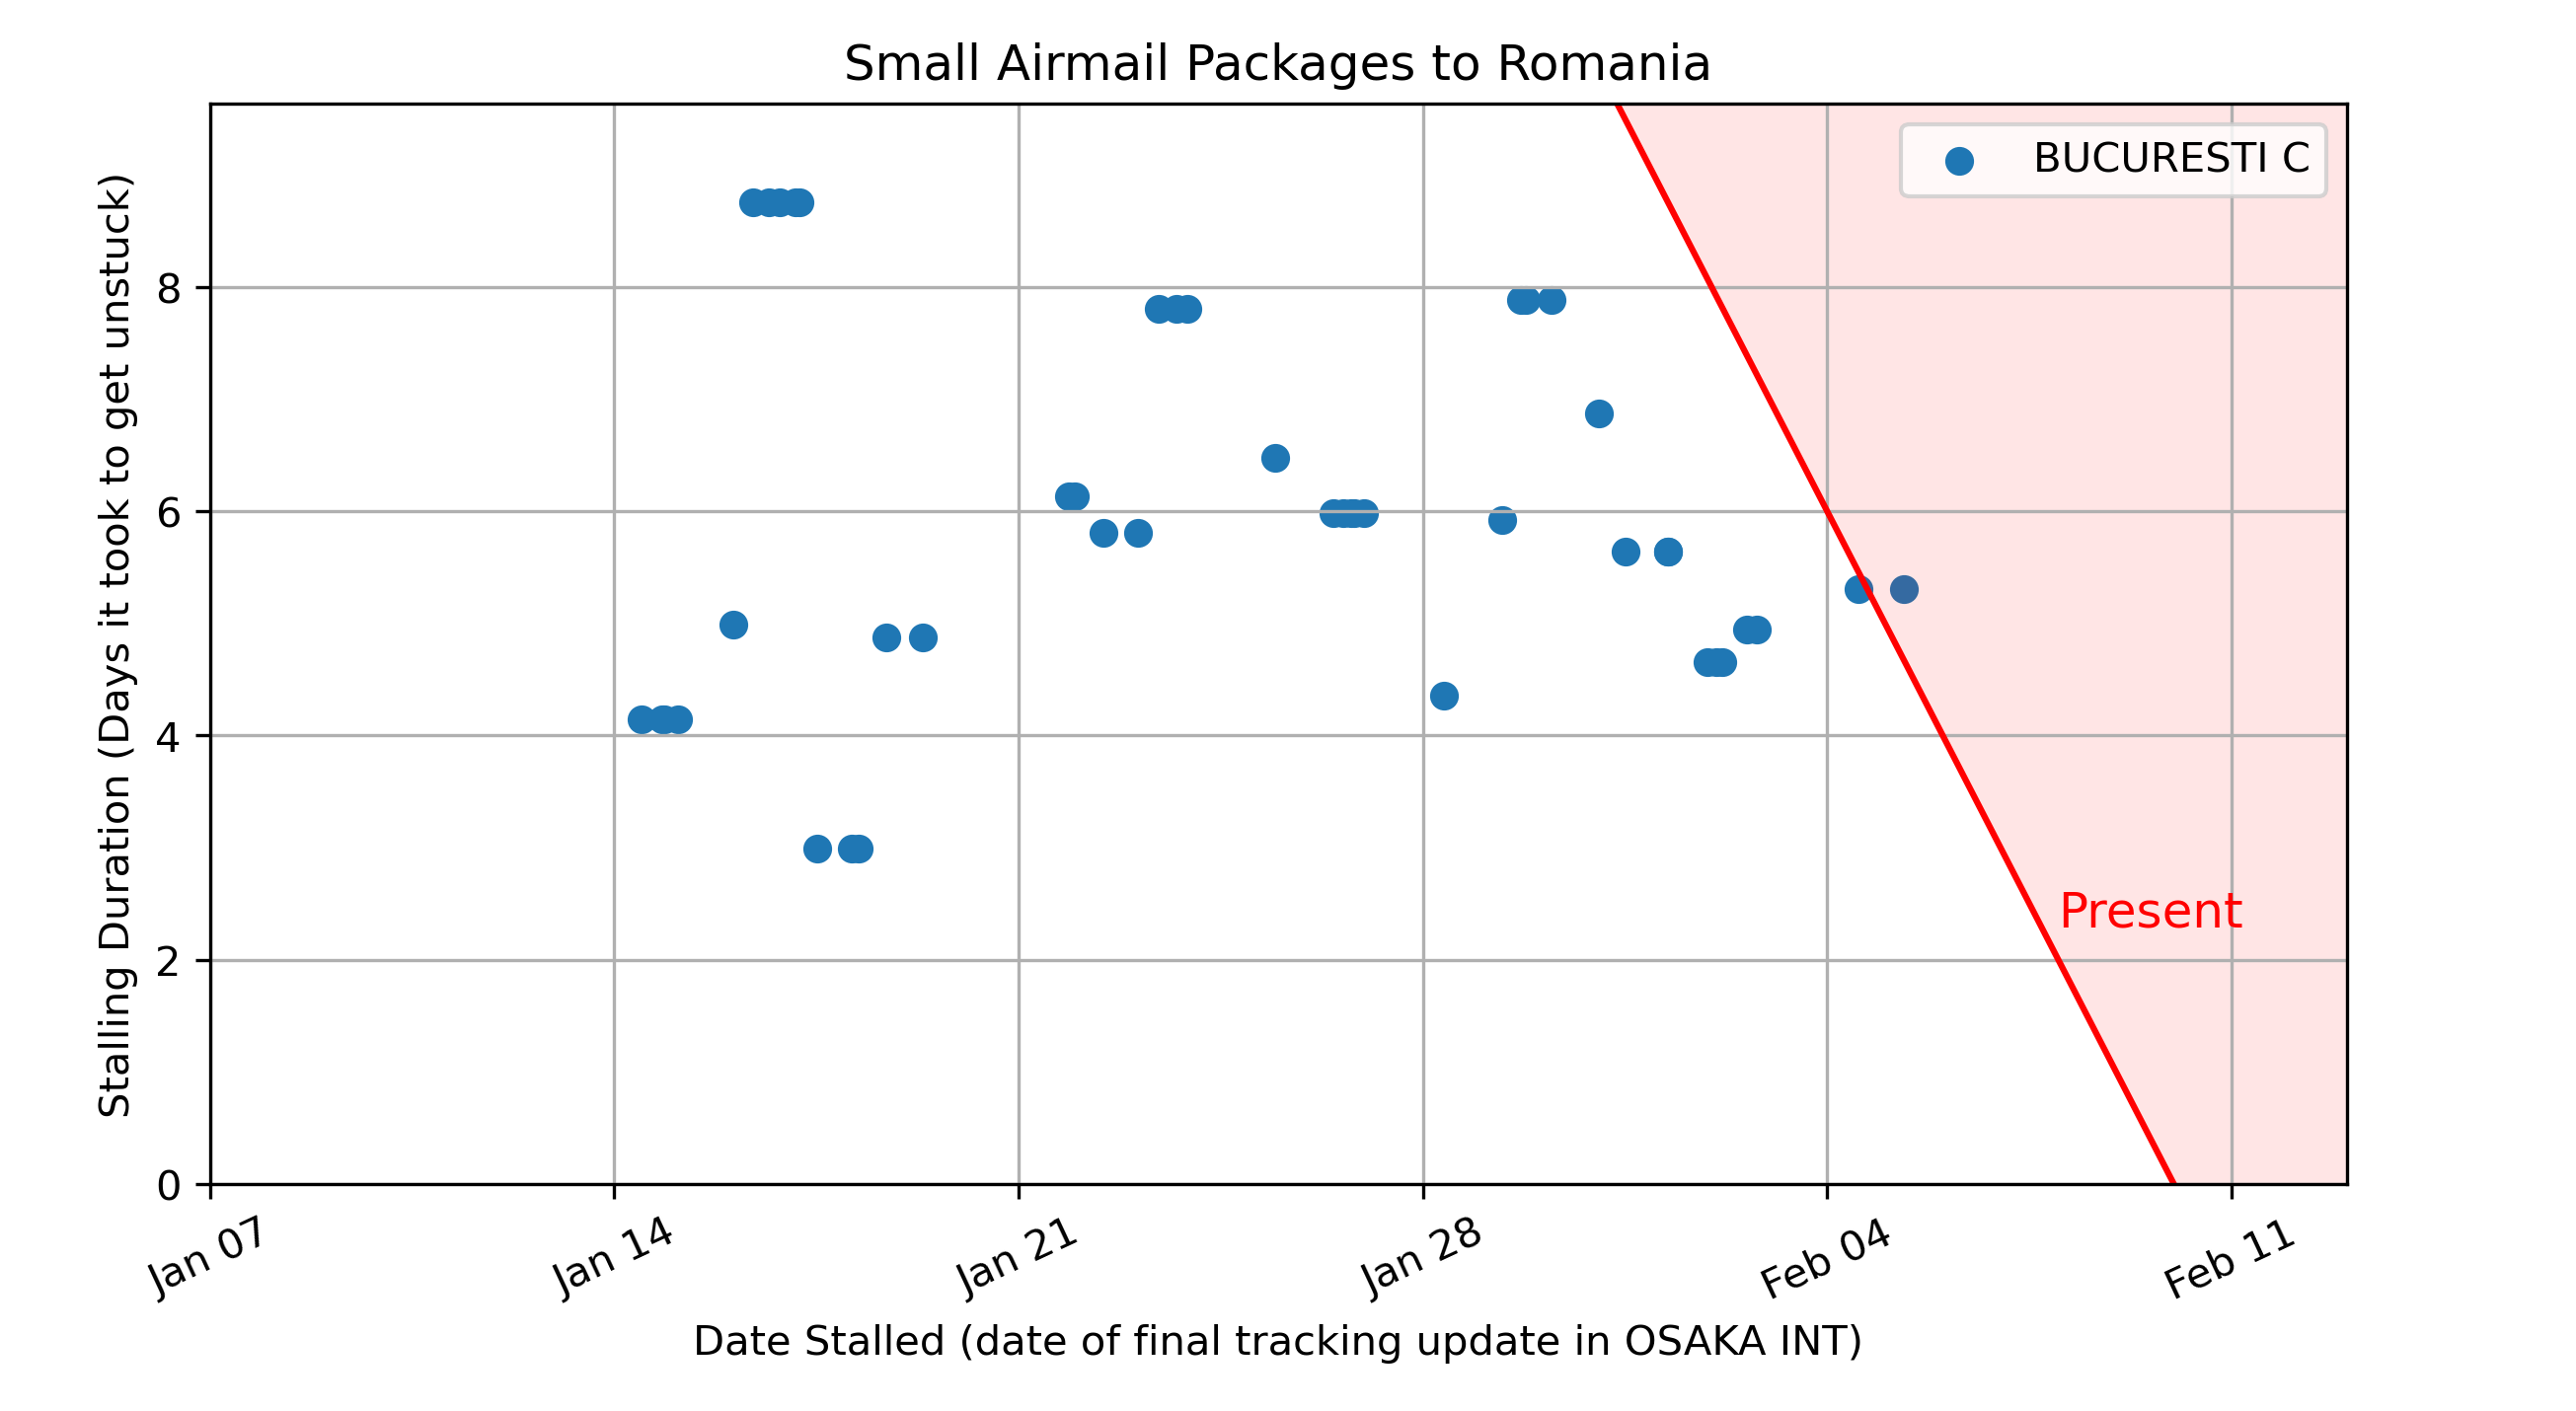 Small Airmail Packages to Romania
BUCURESTI C
Stalling Duration (Days it took to get unstuck)
8
6
4
2
0
Present
Jan 07
Jan 14
Jan 21
Jan 28
Feb 04
Feb 11
Date Stalled (date of final tracking update in OSAKA INT)